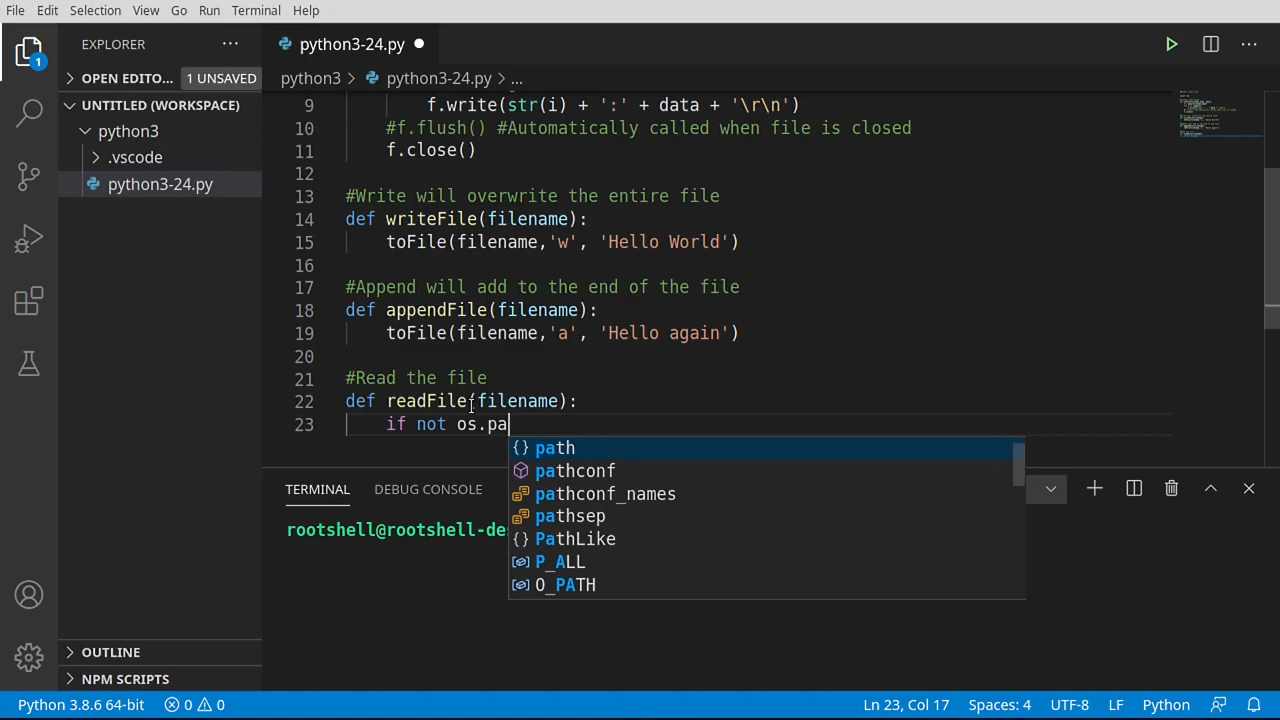 File Edit Selection View Go Run Terminal Help
EXPLORER ···
python3-24.py
1
OPEN EDITO... 1 UNSAVED
python3 > python3-24.py > ...
UNTITLED (WORKSPACE)
python3
.vscode
python3-24.py
9 f.write(str(i) + ':' + data + '\r\n')
10 #f.flush() #Automatically called when file is closed
11 f.close()
12
13 #Write will overwrite the entire file
14 def writeFile(filename):
15 toFile(filename,'w', 'Hello World')
16
17 #Append will add to the end of the file
18 def appendFile(filename):
19 toFile(filename,'a', 'Hello again')
20
21 #Read the file
22 def readFile(filename):
23 if not os.pa
path
pathconf
pathconf_names
pathsep
PathLike
P_ALL
O_PATH
TERMINAL DEBUG CONSOLE
rootshell@rootshell-de
OUTLINE
NPM SCRIPTS
Python 3.8.6 64-bit 0 0 Ln 23, Col 17 Spaces: 4 UTF-8 LF Python